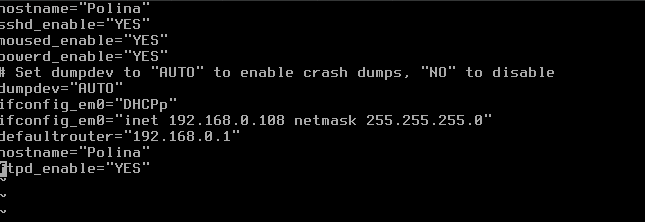 hostname="Polina"
sshd_enable="YES"
moused_enable="YES"
powerd_enable="YES"
# Set dumpdev to "AUTO" to enable crash dumps, "NO" to disable
dumpdev="AUTO"
ifconfig_em0="DHCPp"
ifconfig_em0="inet 192.168.0.108 netmask 255.255.255.0"
defaultrouter="192.168.0.1"
hostname="Polina"
ftpd_enable="YES"
~
~
~